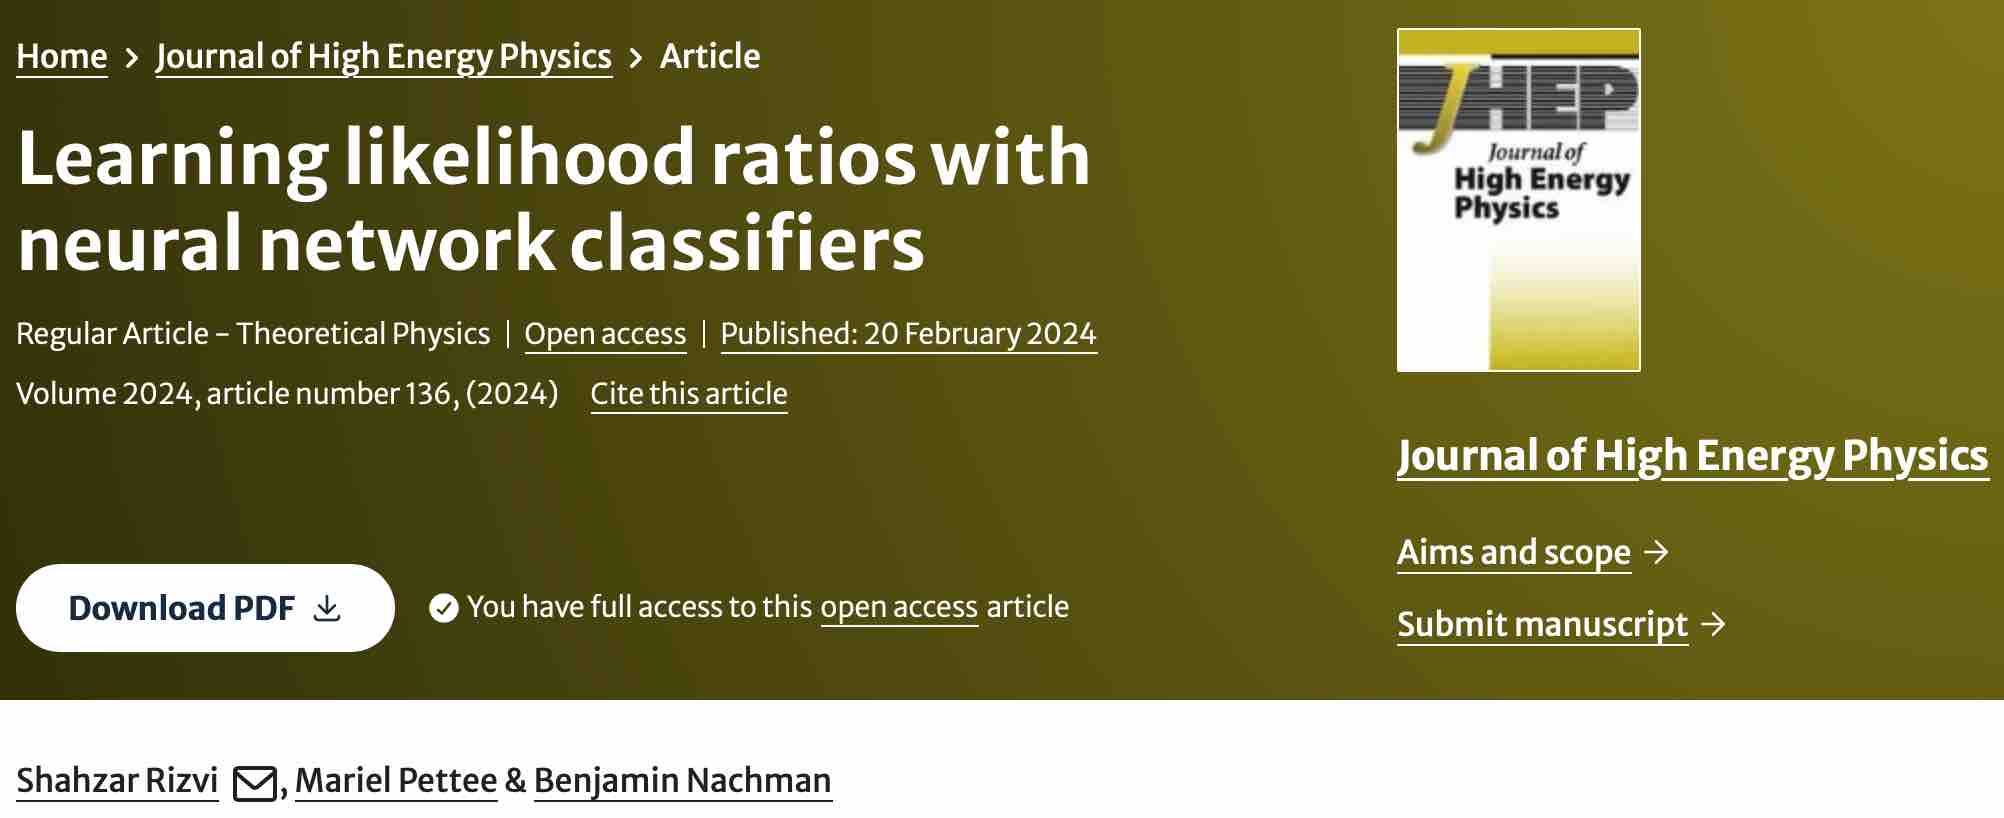 Home > Journal of High Energy Physics > Article
Learning likelihood ratios with
neural network classifiers
Regular Article – Theoretical Physics | Open access | Published: 20 February 2024
Volume 2024, article number 136, (2024) Cite this article
Download PDF
You have full access to this open access article
JHEP
Journal of
High Energy
Physics
Journal of High Energy Physics
Aims and scope →
Submit manuscript →
Shahzar Rizvi, Mariel Pettee & Benjamin Nachman